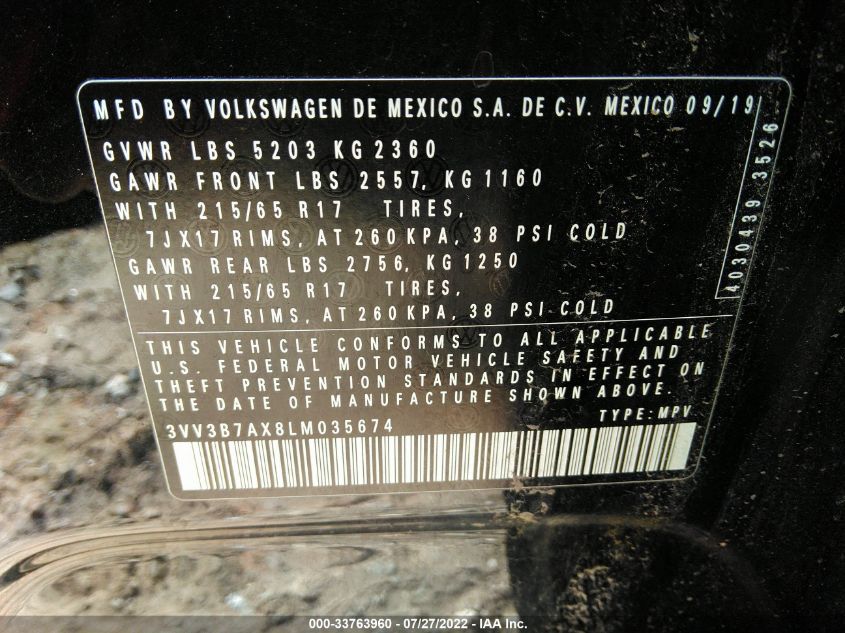 MFD BY VOLKSWAGEN DE MEXICO S.A. DE C.V. MEXICO 09/19
GVWR LBS 5203 KG 2360
GAWR FRONT LBS 2557, KG 1160
WITH 215/65 R17 TIRES,
7JX17 RIMS, AT 260 KPA, 38 PSI COLD
GAWR REAR LBS 2756, KG 1250
WITH 215/65 R17 TIRES,
7JX17 RIMS, AT 260 KPA, 38 PSI COLD
4030439 3526
THIS VEHICLE CONFORMS TO ALL APPLICABLE
U.S. FEDERAL MOTOR VEHICLE SAFETY AND
THEFT PREVENTION STANDARDS IN EFFECT ON
THE DATE OF MANUFACTURE SHOWN ABOVE.
3VV3B7AX8LM035674 TYPE: MPV
000-33763960 - 07/27/2022 - IAA Inc.